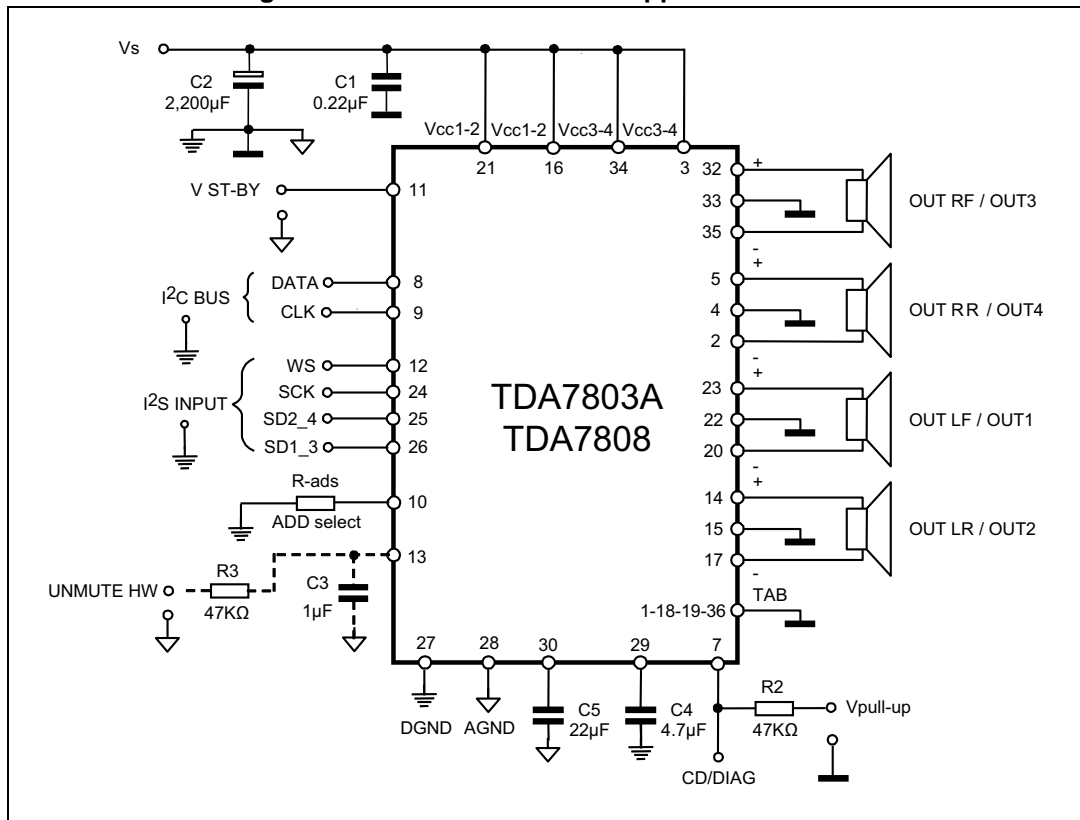 Vs
C2
2,200µF
C1
0.22µF
Vcc1-2 Vcc1-2 Vcc3-4 Vcc3-4
21 16 34 3
V ST-BY 11
I²C BUS
DATA 8
CLK 9
I²S INPUT
WS 12
SCK 24
SD2_4 25
SD1_3 26
R-ads
ADD select
10
13
UNMUTE HW
R3
47KΩ
C3
1µF
TDA7803A
TDA7808
32 +
33
35
-
OUT RF / OUT3
+
5
4
2
-
OUT RR / OUT4
+
23
22
20
-
OUT LF / OUT1
+
14
15
17
-
OUT LR / OUT2
TAB
1-18-19-36
27 28 30 29 7
DGND AGND
C5
22µF
C4
4.7µF
R2
47KΩ
Vpull-up
CD/DIAG